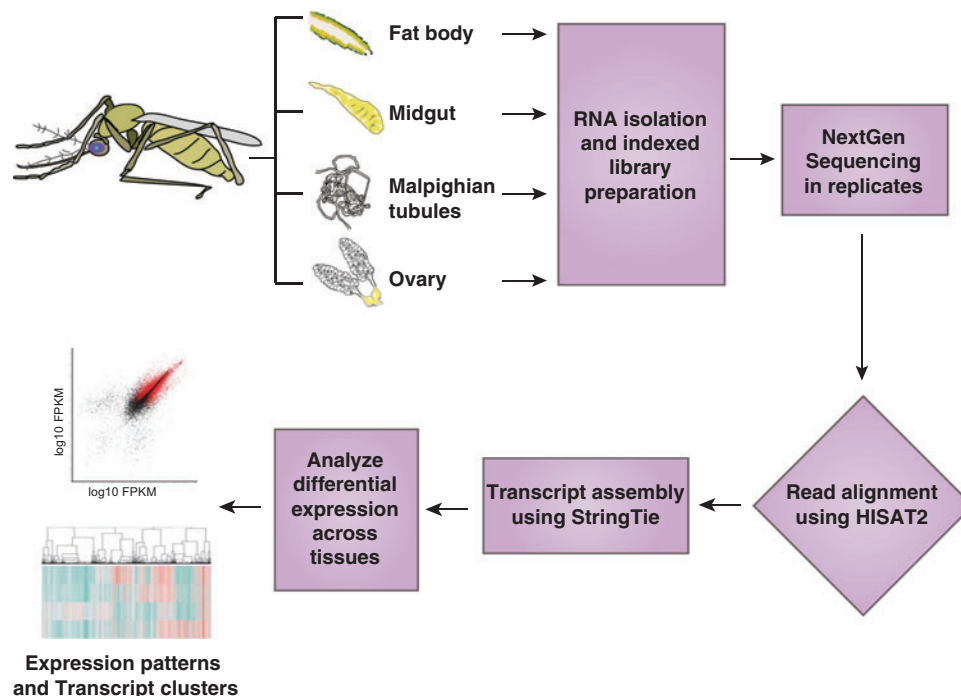 Fat body
Midgut
Malpighian
tubules
Ovary
RNA isolation
and indexed
library
preparation
NextGen
Sequencing
in replicates
Read alignment
using HISAT2
Transcript assembly
using StringTie
Analyze
differential
expression
across
tissues
log10 FPKM
log10 FPKM
Expression patterns
and Transcript clusters